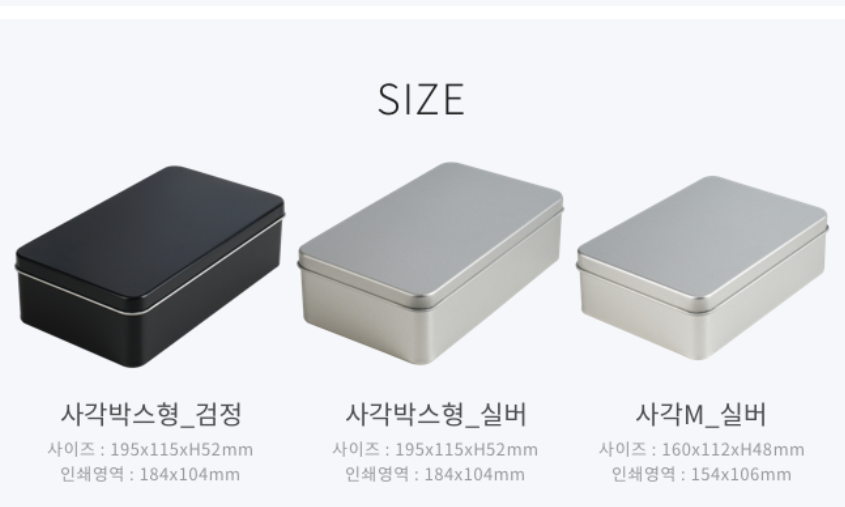 SIZE
사각박스형_검정
사이즈 : 195x115xH52mm
인쇄영역 : 184x104mm
사각박스형_실버
사이즈 : 195x115xH52mm
인쇄영역 : 184x104mm
사각M_실버
사이즈 : 160x112xH48mm
인쇄영역 : 154x106mm